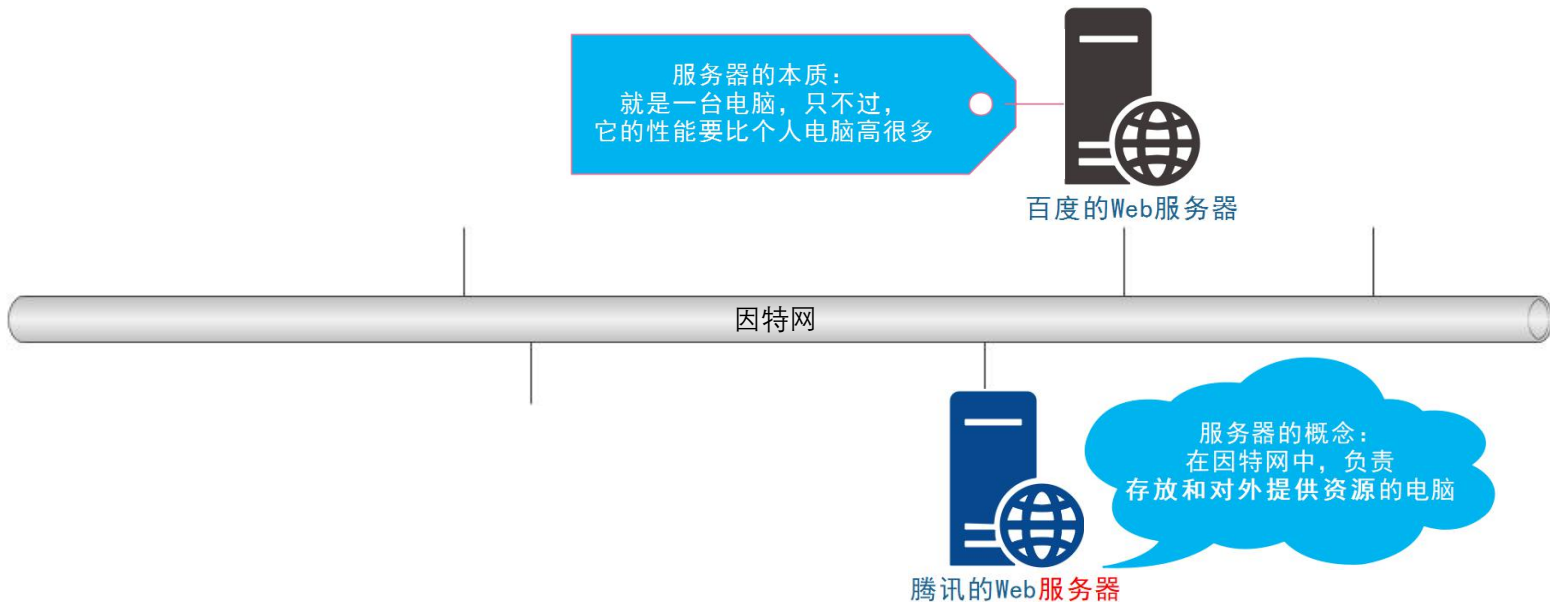 服务器的本质：
就是一台电脑，只不过，
它的性能要比个人电脑高很多
百度的Web服务器
因特网
服务器的概念：
在因特网中，负责
存放和对外提供资源的电脑
腾讯的Web服务器